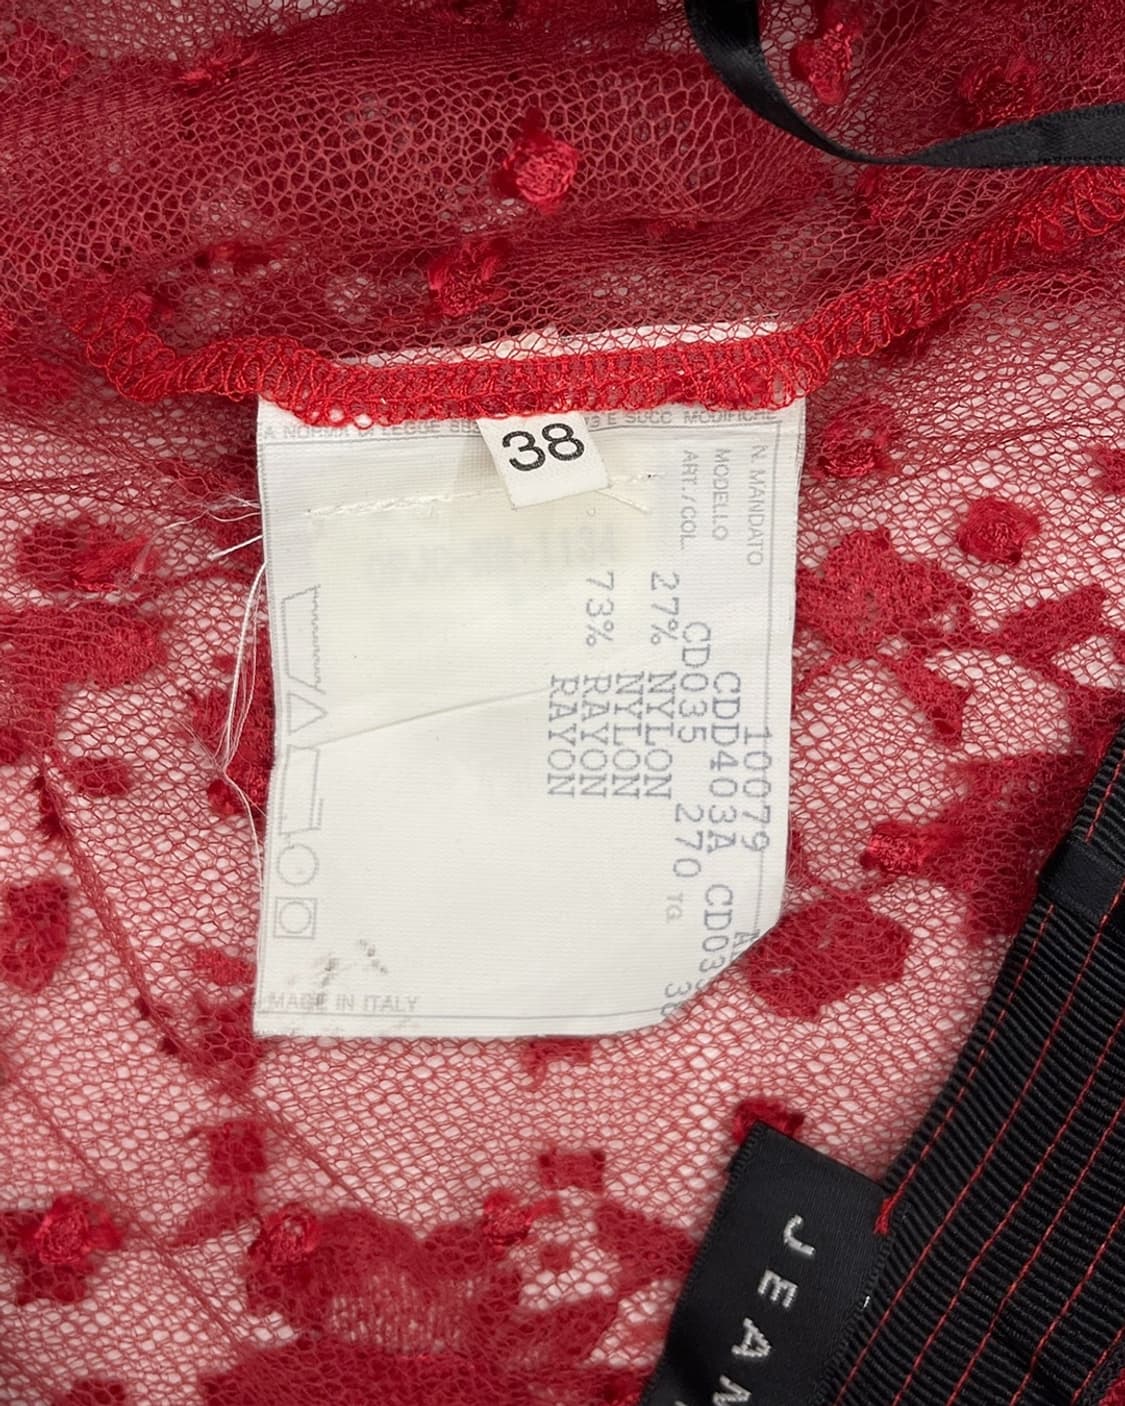 A NORMA DI LEGGE
E SUCC MODIFICHE
38
N. MANDATO
10079
MODELLO
CDD403A
ART./COL.
CD035
270
TG.
27% NYLON
NYLON
73% RAYON
RAYON
MADE IN ITALY
JEAN